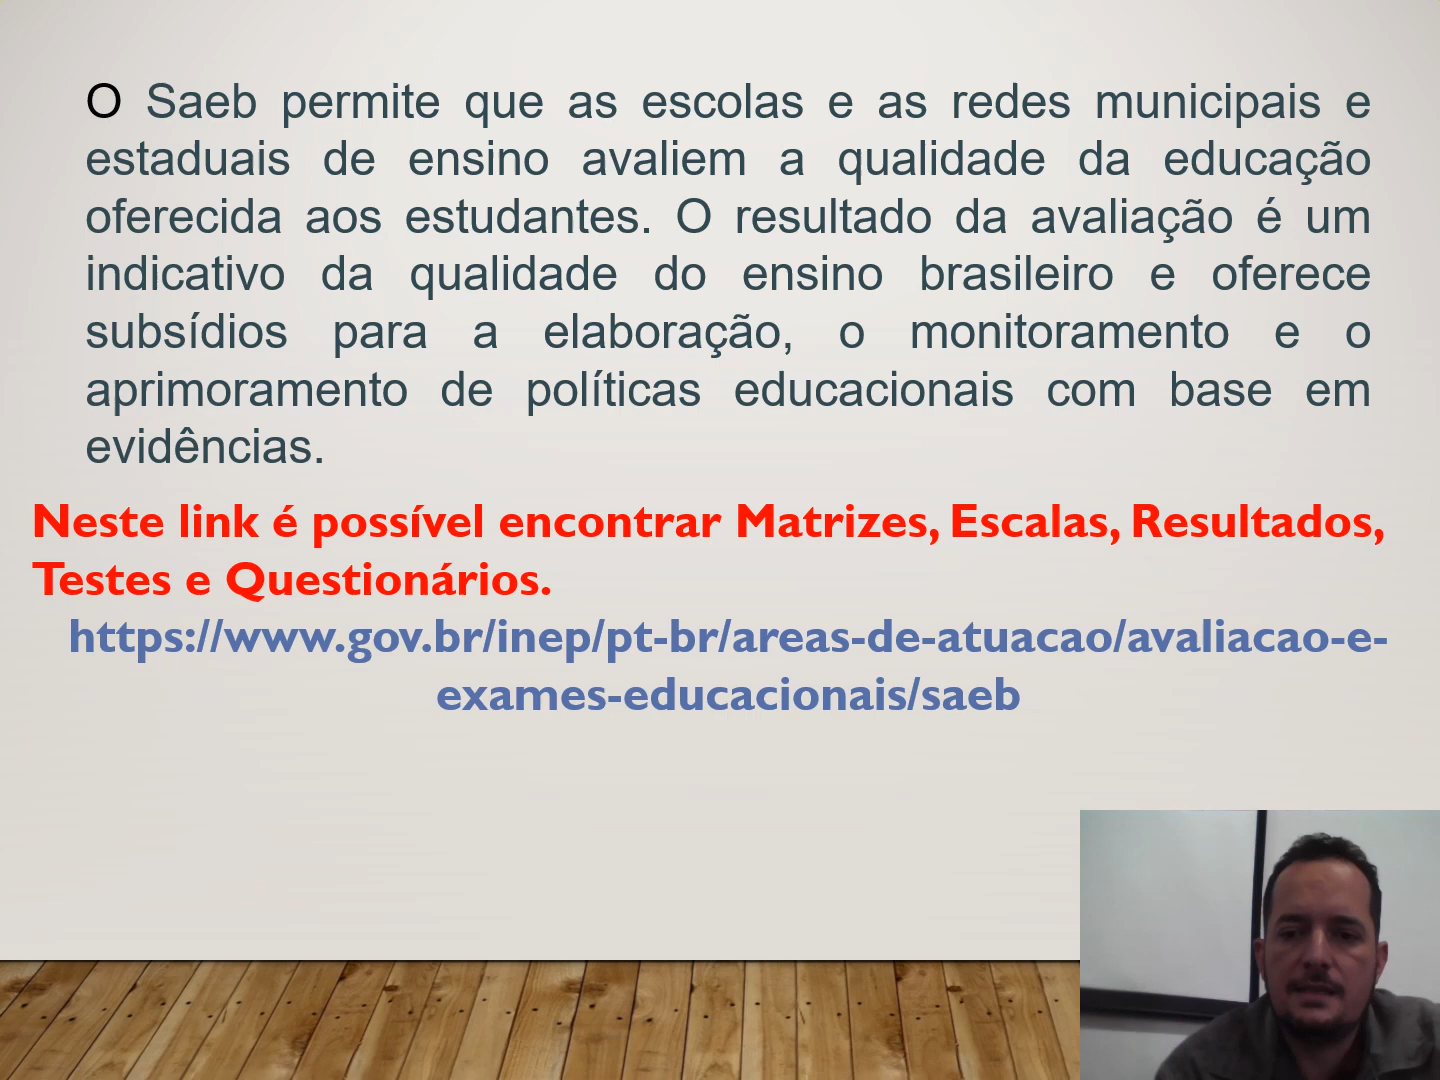 O Saeb permite que as escolas e as redes municipais e
estaduais de ensino avaliem a qualidade da educação
oferecida aos estudantes. O resultado da avaliação é um
indicativo da qualidade do ensino brasileiro e oferece
subsídios para a elaboração, o monitoramento e o
aprimoramento de políticas educacionais com base em
evidências.
Neste link é possível encontrar Matrizes, Escalas, Resultados,
Testes e Questionários.
https://www.gov.br/inep/pt-br/areas-de-atuacao/avaliacao-e-
exames-educacionais/saeb